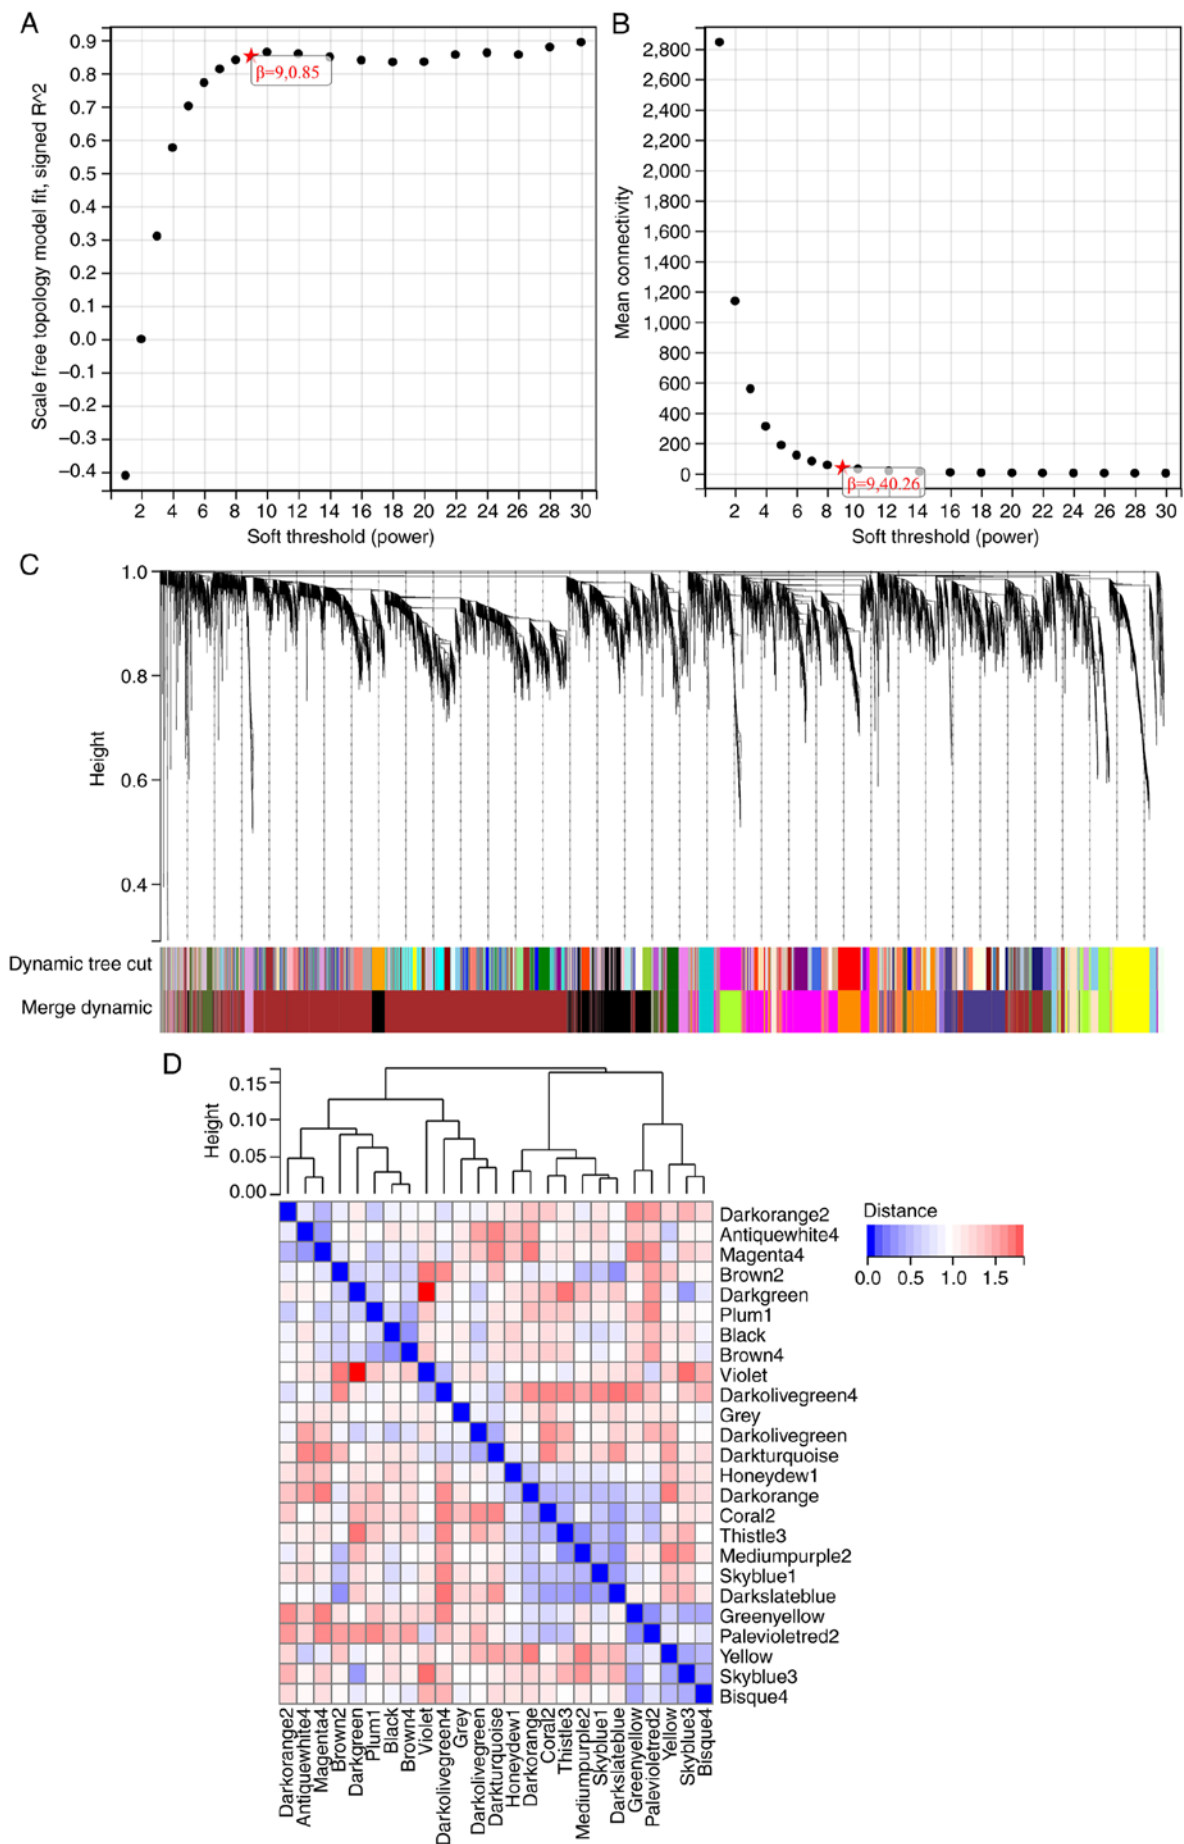 A
B
0.9
0.8
0.7
0.6
0.5
0.4
0.3
0.2
0.1
0.0
−0.1
−0.2
−0.3
−0.4
Scale free topology model fit, signed R^2
β=9,0.85
2 4 6 8 10 12 14 16 18 20 22 24 26 28 30
Soft threshold (power)
2,800
2,600
2,400
2,200
2,000
1,800
1,600
1,400
1,200
1,000
800
600
400
200
0
Mean connectivity
β=9,40.26
2 4 6 8 10 12 14 16 18 20 22 24 26 28 30
Soft threshold (power)
C
1.0
0.8
0.6
0.4
Height
Dynamic tree cut
Merge dynamic
D
0.15
0.10
0.05
0.00
Height
Darkorange2
Antiquewhite4
Magenta4
Brown2
Darkgreen
Plum1
Black
Brown4
Violet
Darkolivegreen4
Grey
Darkolivegreen
Darkturquoise
Honeydew1
Darkorange
Coral2
Thistle3
Mediumpurple2
Skyblue1
Darkslateblue
Greenyellow
Palevioletred2
Yellow
Skyblue3
Bisque4
Distance
0.0 0.5 1.0 1.5
Darkorange2
Antiquewhite4
Magenta4
Brown2
Darkgreen
Plum1
Black
Brown4
Violet
Darkolivegreen4
Grey
Darkolivegreen
Darkturquoise
Honeydew1
Darkorange
Coral2
Thistle3
Mediumpurple2
Skyblue1
Darkslateblue
Greenyellow
Palevioletred2
Yellow
Skyblue3
Bisque4